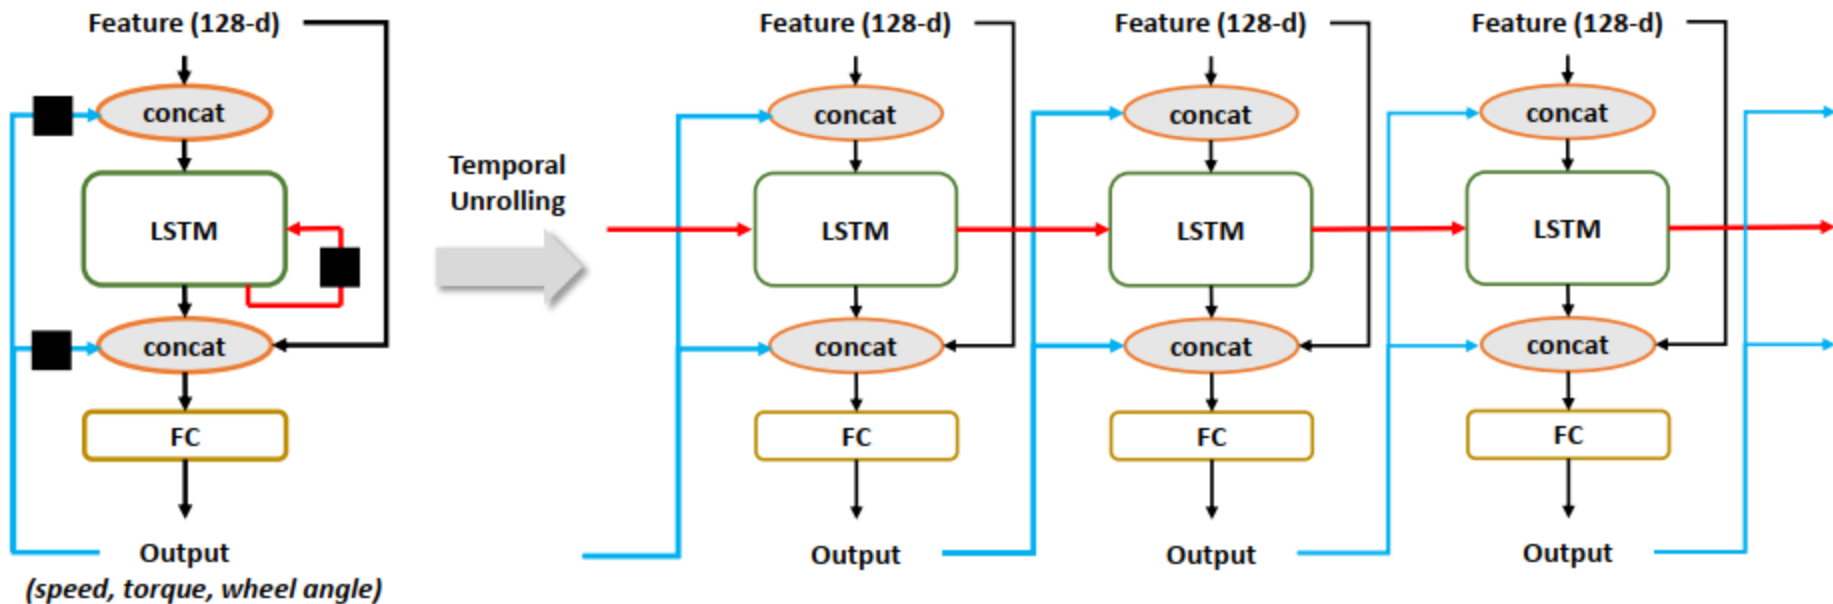 Feature (128-d)
concat
LSTM
concat
FC
Output
(speed, torque, wheel angle)
Temporal
Unrolling
Feature (128-d)
concat
LSTM
concat
FC
Output
Feature (128-d)
concat
LSTM
concat
FC
Output
Feature (128-d)
concat
LSTM
concat
FC
Output